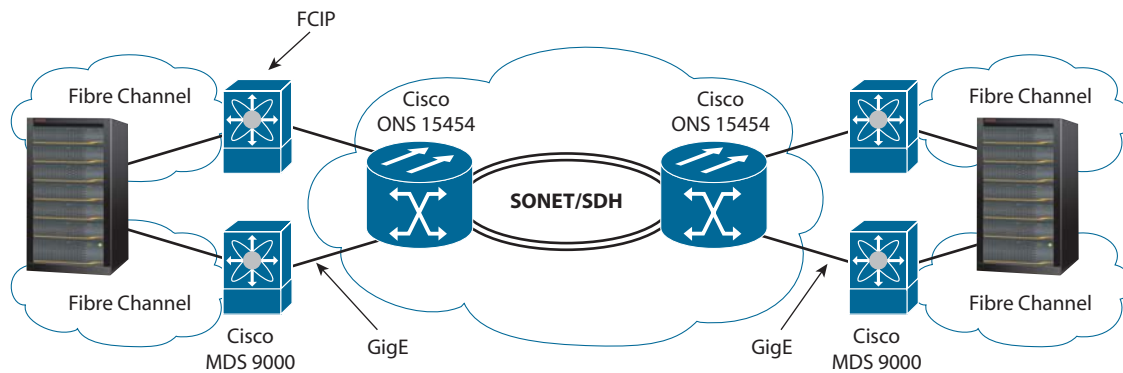 FCIP
Fibre Channel
Cisco
ONS 15454
Cisco
ONS 15454
Fibre Channel
SONET/SDH
Fibre Channel
Cisco
MDS 9000
GigE
GigE
Cisco
MDS 9000
Fibre Channel